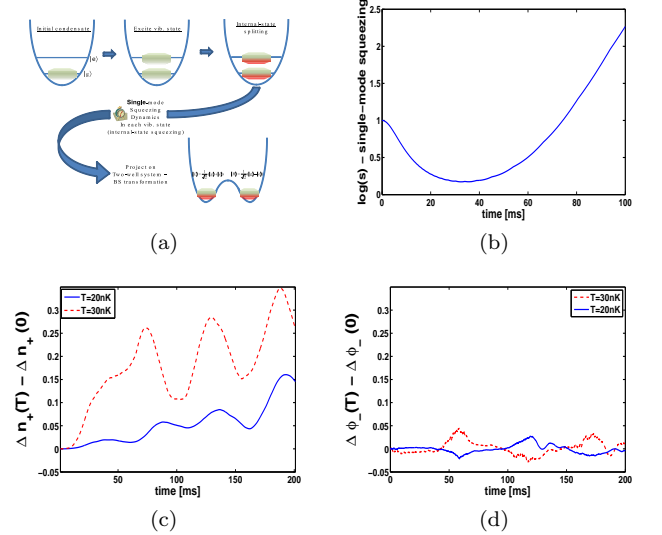 Initial condensate
Excite vib. state
Internal-state
splitting
|e⟩
|g⟩
Single-mode
Squeezing
Dynamics
In each vib. state
(internal-state squeezing)
Project on
Two-well system –
BS transformation
(a)
log(s) – single-mode squeezing
2.5
2
1.5
1
0.5
0
0 20 40 60 80 100
time [ms]
(b)
Δ n₊(T) – Δ n₊(0)
T=20nK
T=30nK
0.3
0.25
0.2
0.15
0.1
0.05
0
−0.05
50 100 150 200
time [ms]
(c)
Δ ϕ₋(T) – Δ ϕ₋(0)
T=30nK
T=20nK
0.3
0.25
0.2
0.15
0.1
0.05
0
−0.05
0 50 100 150 200
time [ms]
(d)